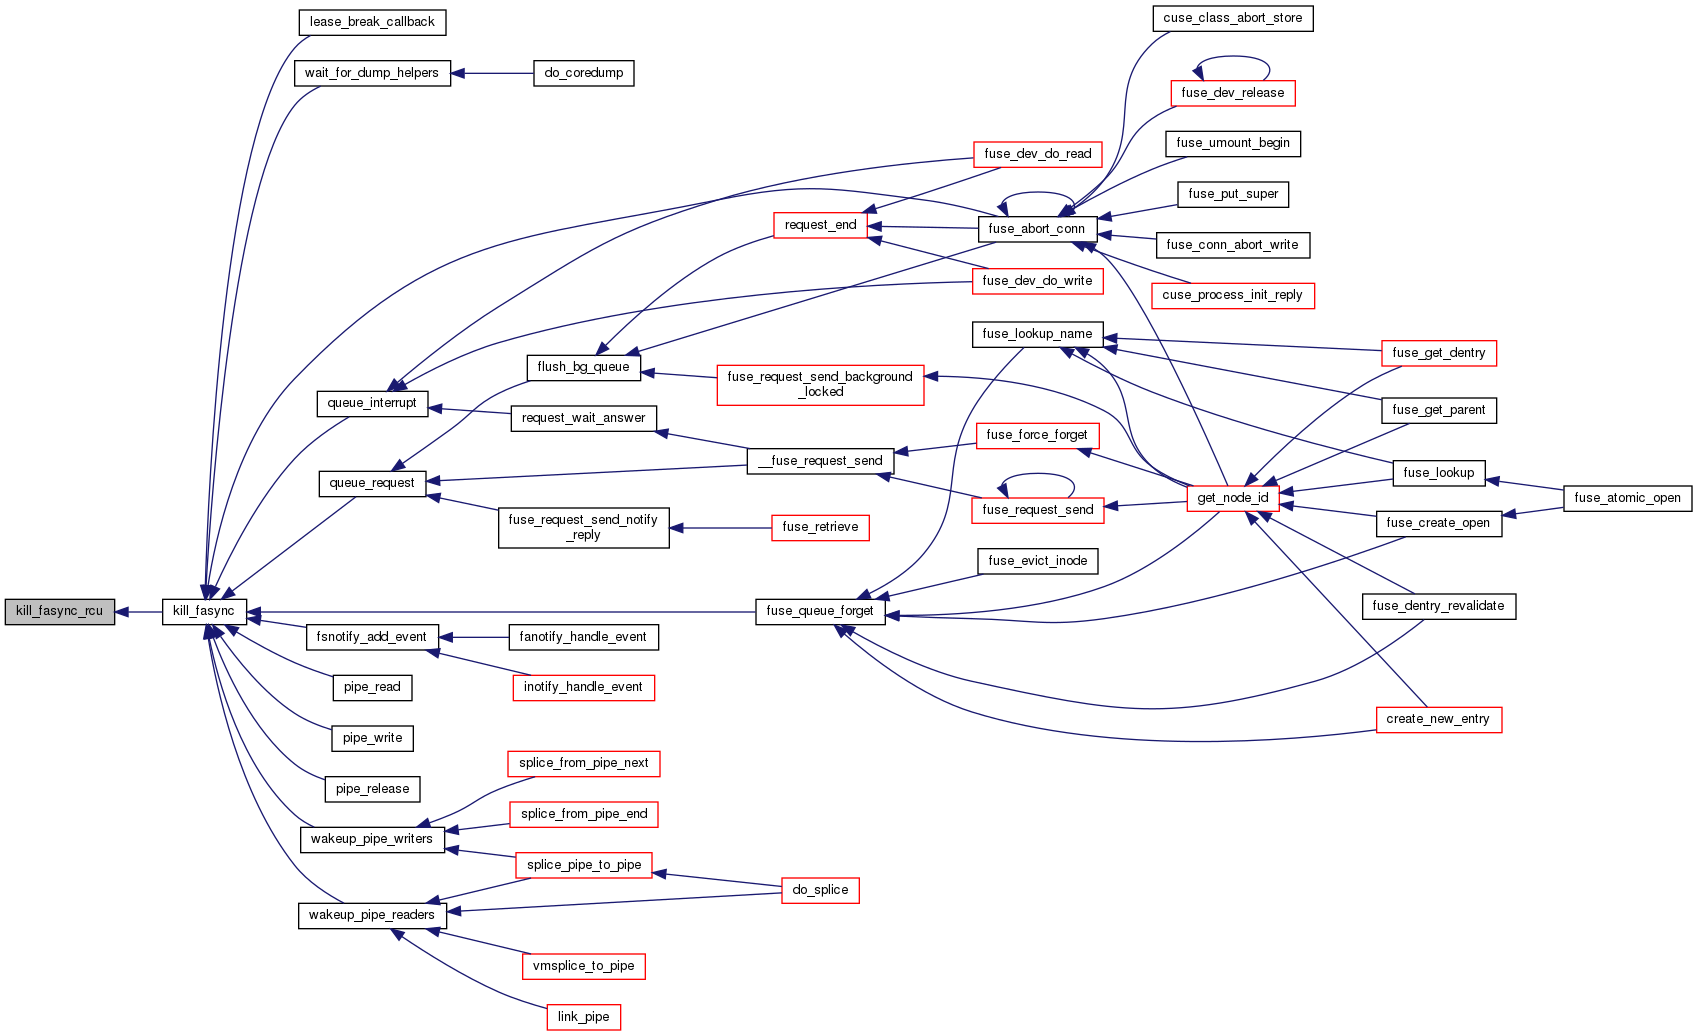 lease_break_callback
wait_for_dump_helpers
do_coredump
cuse_class_abort_store
fuse_dev_release
fuse_umount_begin
fuse_put_super
fuse_dev_do_read
request_end
fuse_abort_conn
fuse_conn_abort_write
fuse_dev_do_write
cuse_process_init_reply
fuse_lookup_name
fuse_get_dentry
flush_bg_queue
fuse_request_send_background
_locked
queue_interrupt
request_wait_answer
fuse_get_parent
fuse_force_forget
__fuse_request_send
fuse_lookup
queue_request
fuse_request_send
get_node_id
fuse_atomic_open
fuse_request_send_notify
_reply
fuse_retrieve
fuse_create_open
fuse_evict_inode
kill_fasync_rcu
kill_fasync
fuse_queue_forget
fuse_dentry_revalidate
fsnotify_add_event
fanotify_handle_event
pipe_read
inotify_handle_event
create_new_entry
pipe_write
splice_from_pipe_next
pipe_release
splice_from_pipe_end
wakeup_pipe_writers
splice_pipe_to_pipe
do_splice
wakeup_pipe_readers
vmsplice_to_pipe
link_pipe